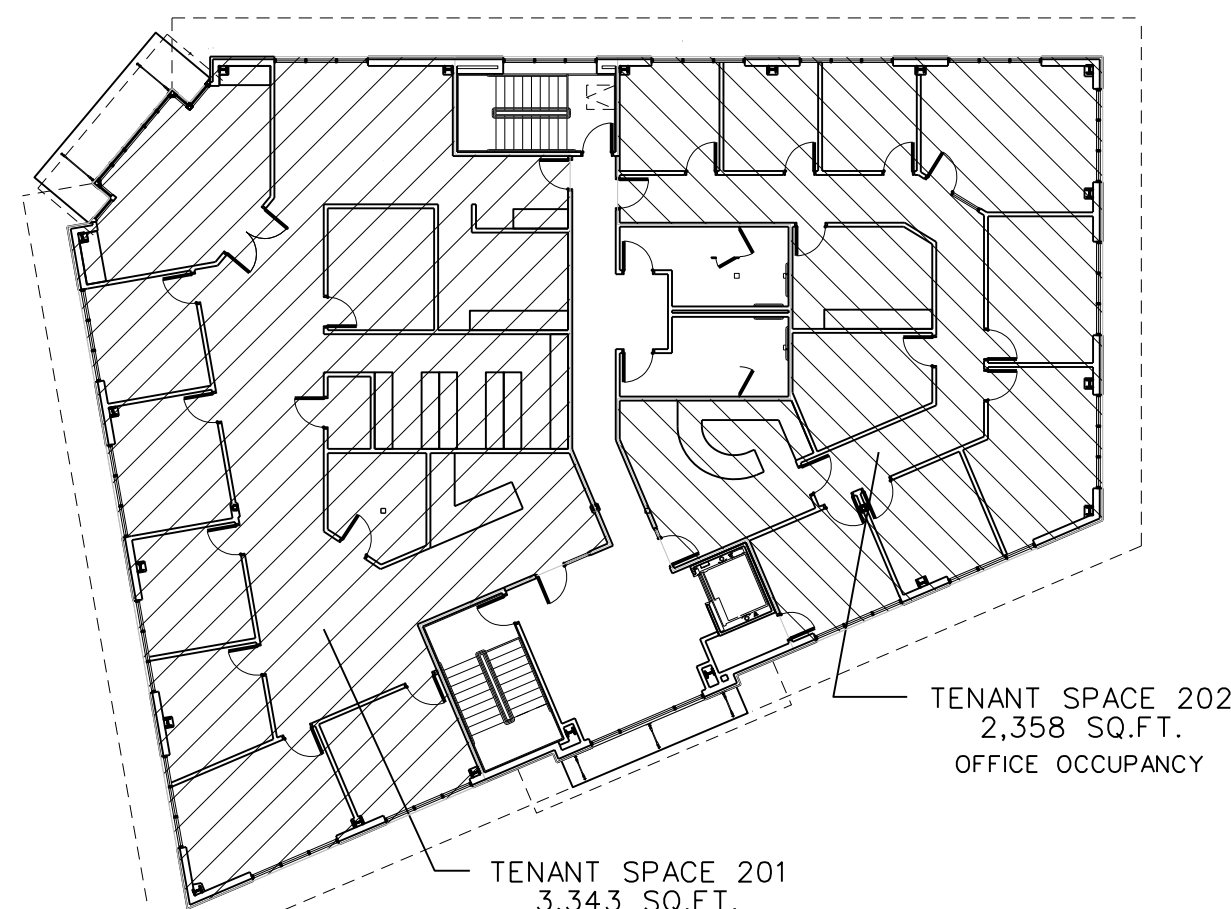 TENANT SPACE 202
2,358 SQ.FT.
OFFICE OCCUPANCY
TENANT SPACE 201
3,343 SQ.FT.